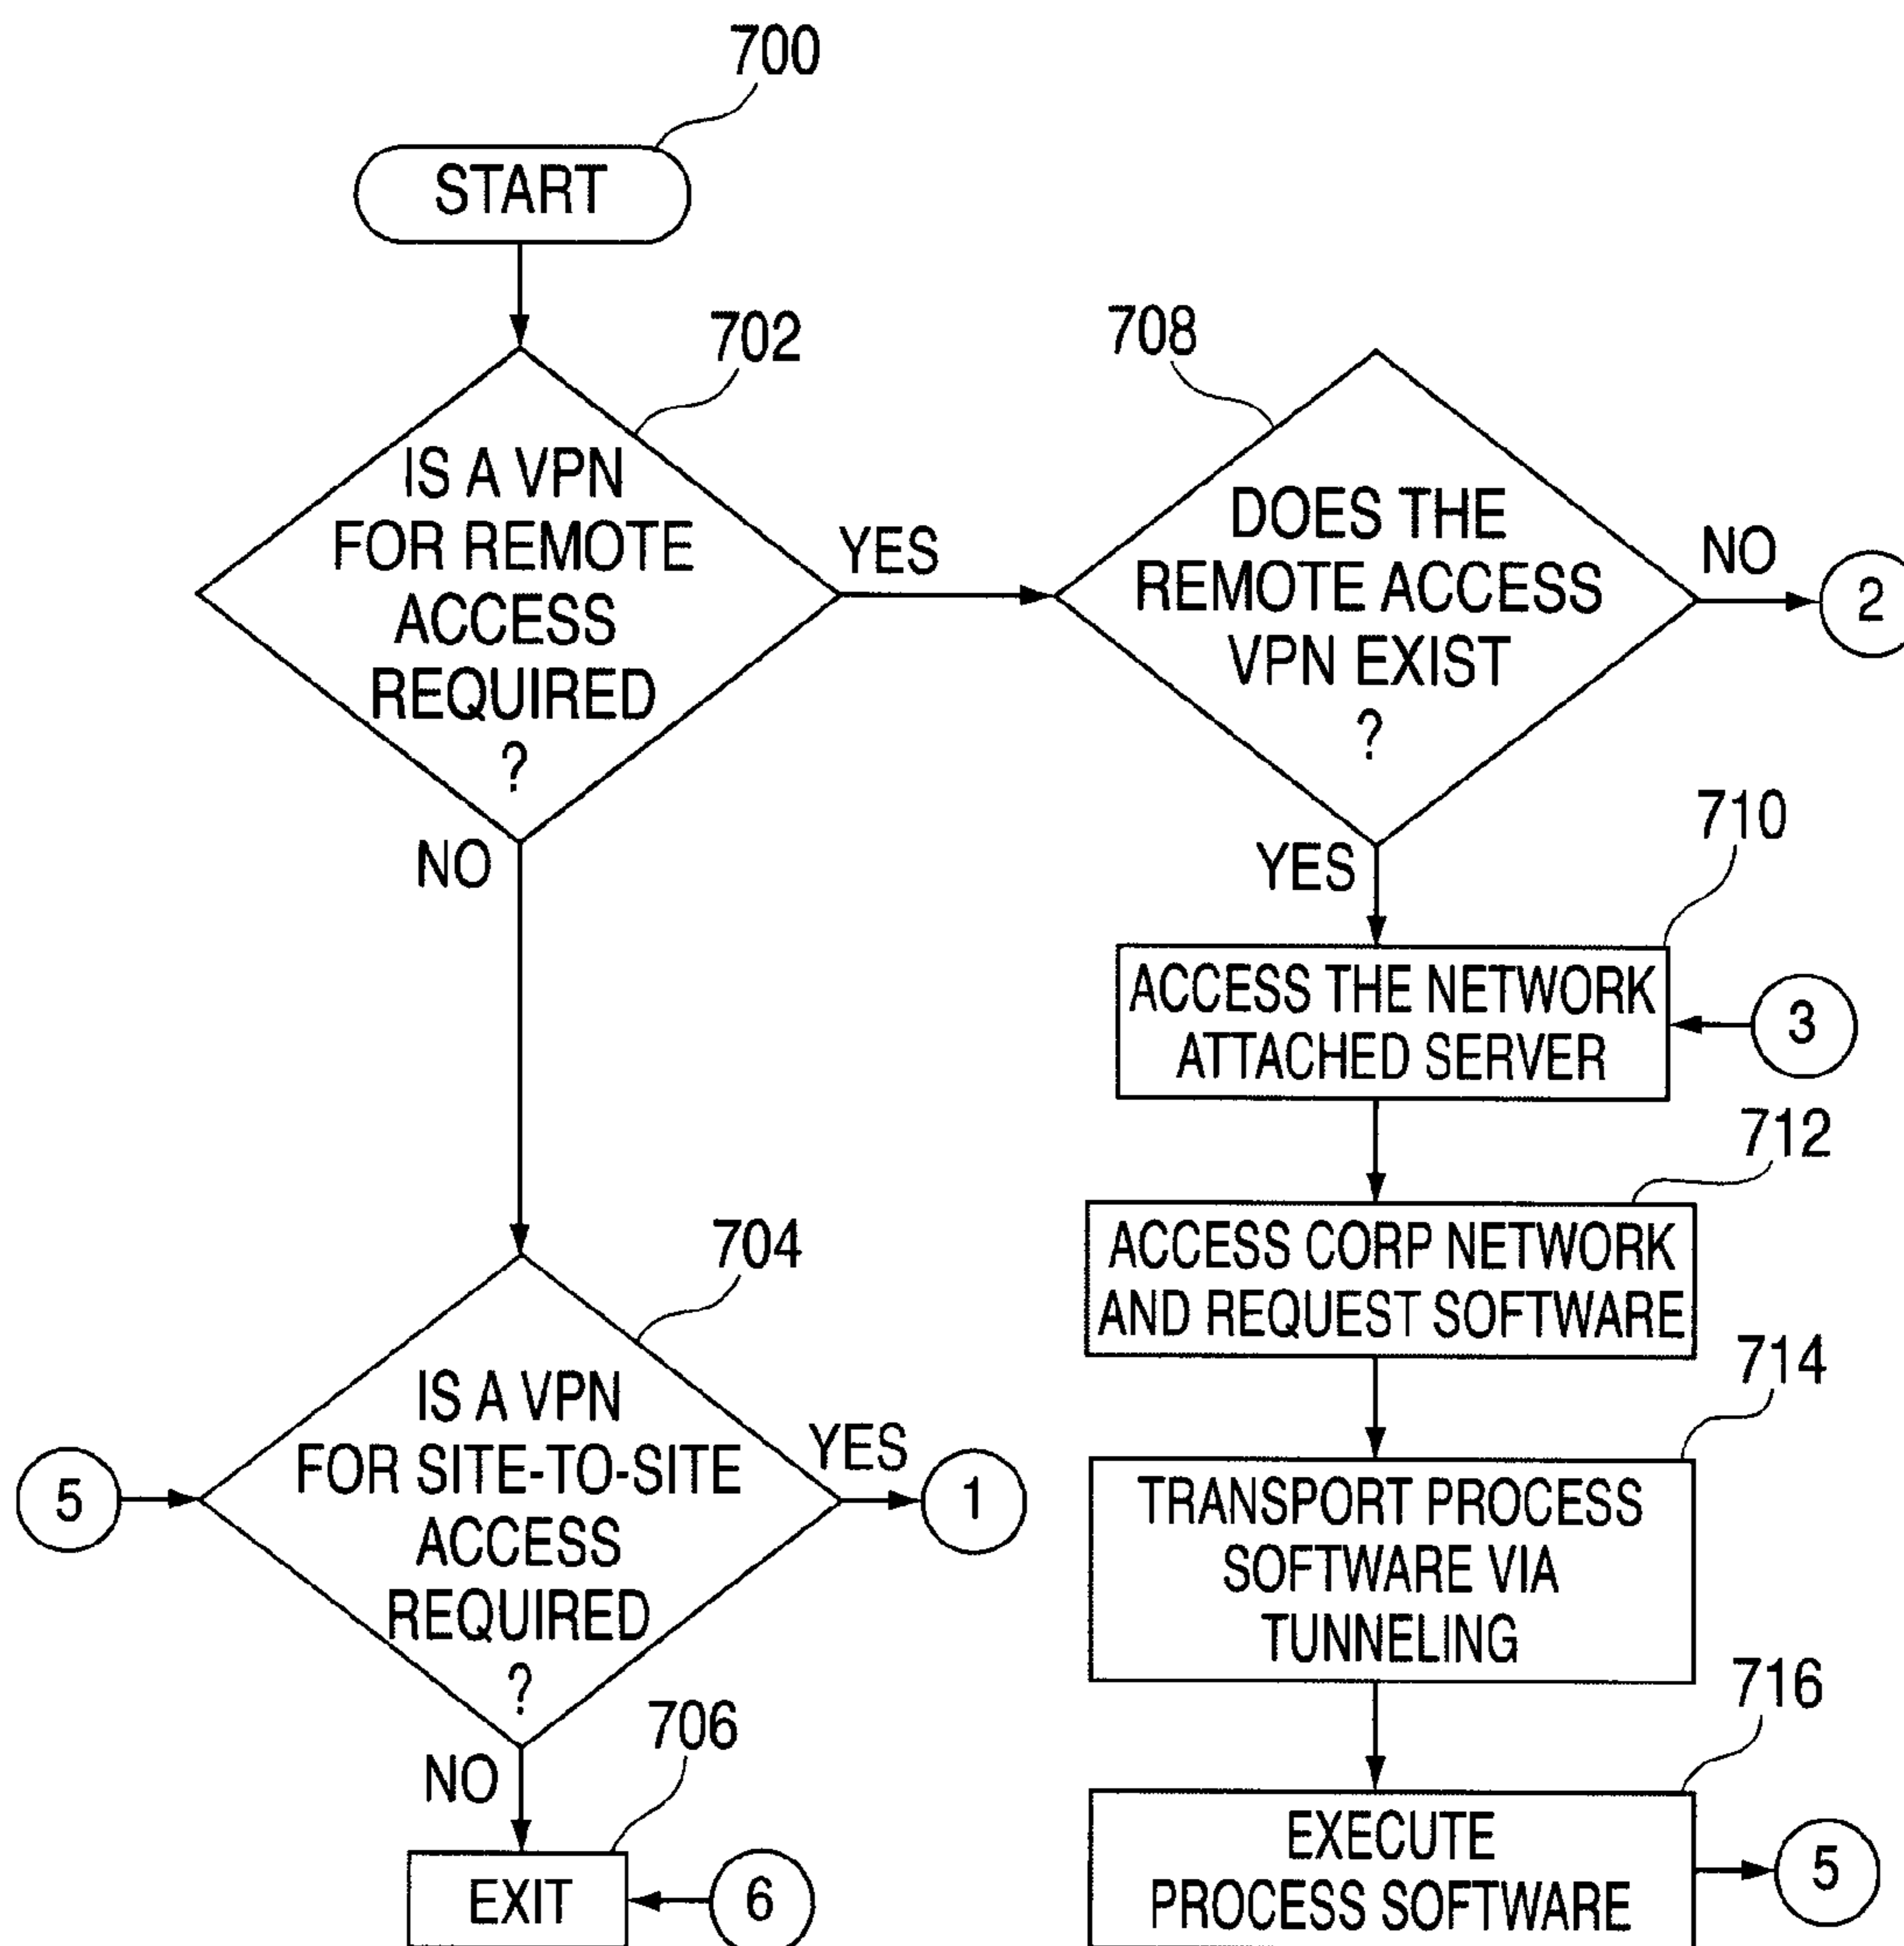 700
START
702
IS A VPN
FOR REMOTE
ACCESS
REQUIRED
?
YES
NO
708
DOES THE
REMOTE ACCESS
VPN EXIST
?
NO
2
YES
710
ACCESS THE NETWORK
ATTACHED SERVER
3
712
ACCESS CORP NETWORK
AND REQUEST SOFTWARE
714
TRANSPORT PROCESS
SOFTWARE VIA
TUNNELING
716
EXECUTE
PROCESS SOFTWARE
5
704
5
IS A VPN
FOR SITE-TO-SITE
ACCESS
REQUIRED
?
YES
1
NO
706
EXIT
6